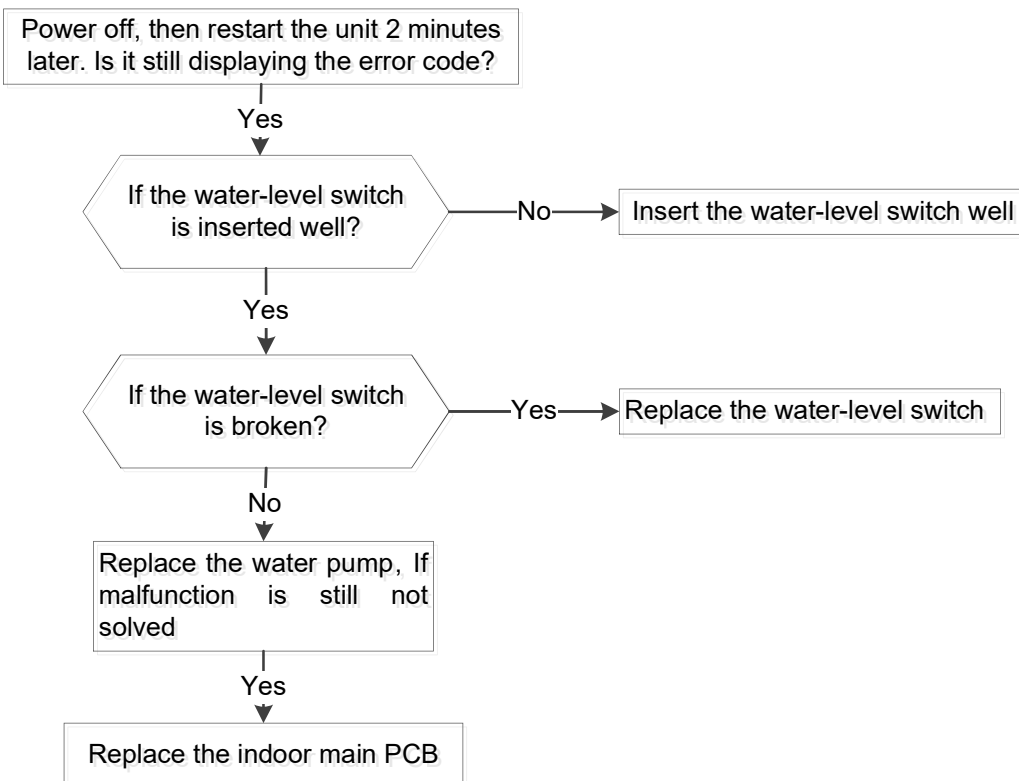 Power off, then restart the unit 2 minutes
later. Is it still displaying the error code?
Yes
If the water-level switch
is inserted well?
No
Insert the water-level switch well
Yes
If the water-level switch
is broken?
Yes
Replace the water-level switch
No
Replace the water pump, If
malfunction is still not
solved
Yes
Replace the indoor main PCB